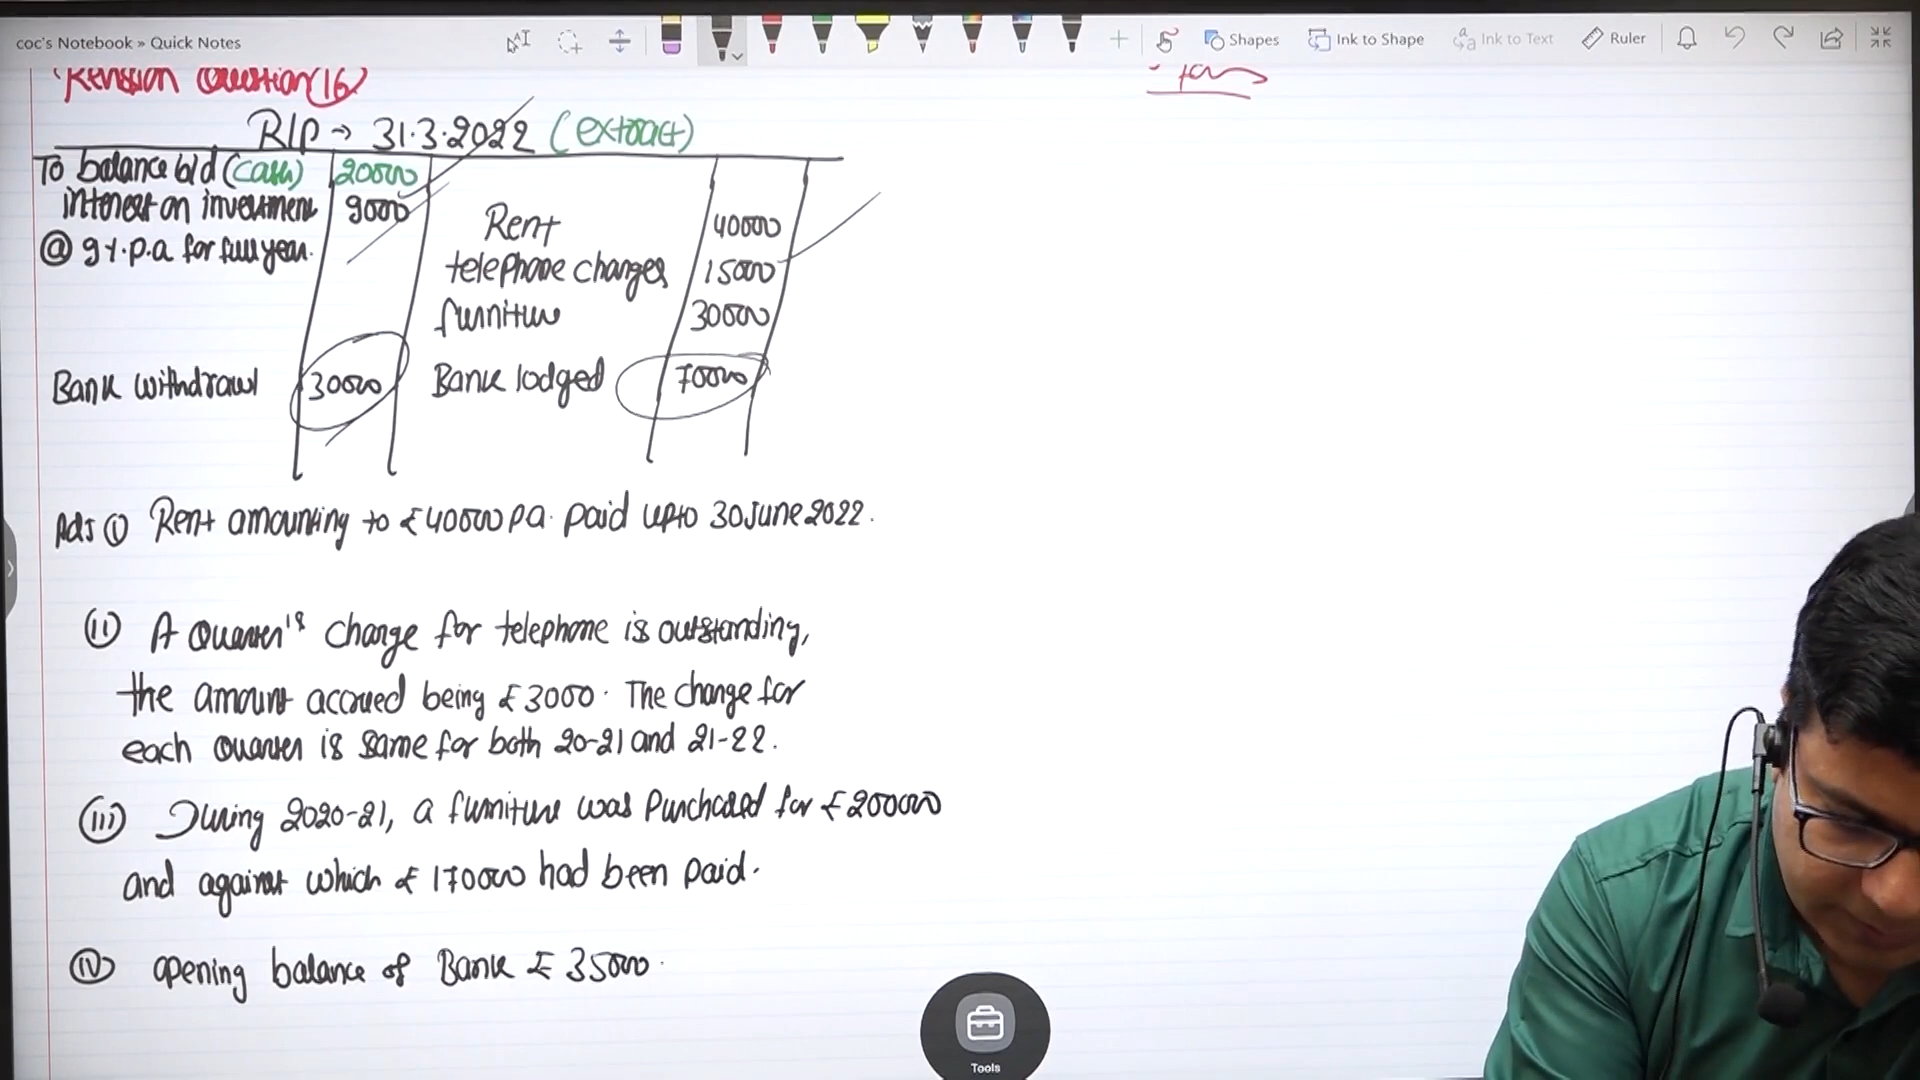 coc's Notebook » Quick Notes
Shapes
Ink to Shape
Ink to Text
Ruler
Revision Question (16)
R/P → 31.3.2022 (extract)
To balance b/d (cash) 20000
interest on investment 9000
@ 9%.p.a for full year.
Rent 40000
telephone charges 15000
furniture 30000
Bank withdrawl 30000 Bank lodged 70000
Ads (i) Rent amounting to ₹40000 pa. paid upto 30 June 2022.
(ii) A Quarter's charge for telephone is outstanding,
the amount accrued being ₹3000. The charge for
each Quarter is same for both 20-21 and 21-22.
(iii) During 2020-21, a furniture was Purchased for ₹200000
and against which ₹170000 had been paid.
(iv) opening balance of Bank ₹35000.
Tools